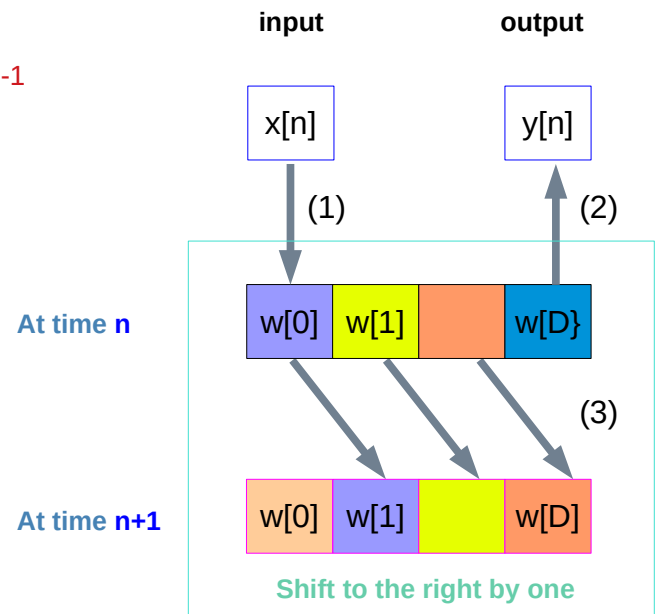 input output
-1
x[n] y[n]
(1) (2)
At time n w[0] w[1] w[D}
(3)
At time n+1 w[0] w[1] w[D]
Shift to the right by one